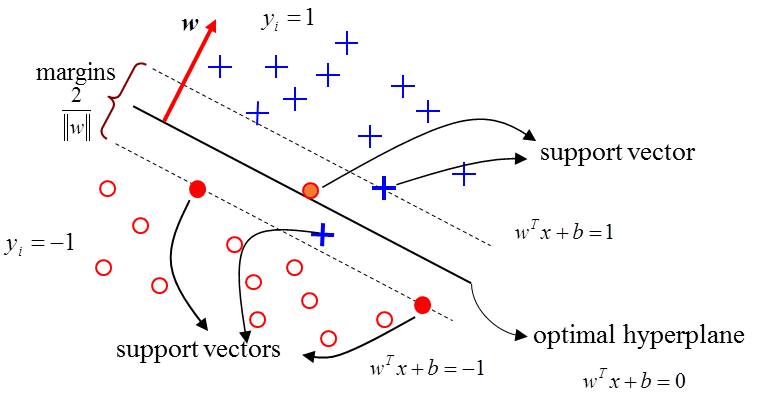 w
y_i = 1
margins
2
‖w‖
support vector
w^T x + b = 1
y_i = −1
support vectors
optimal hyperplane
w^T x + b = −1
w^T x + b = 0